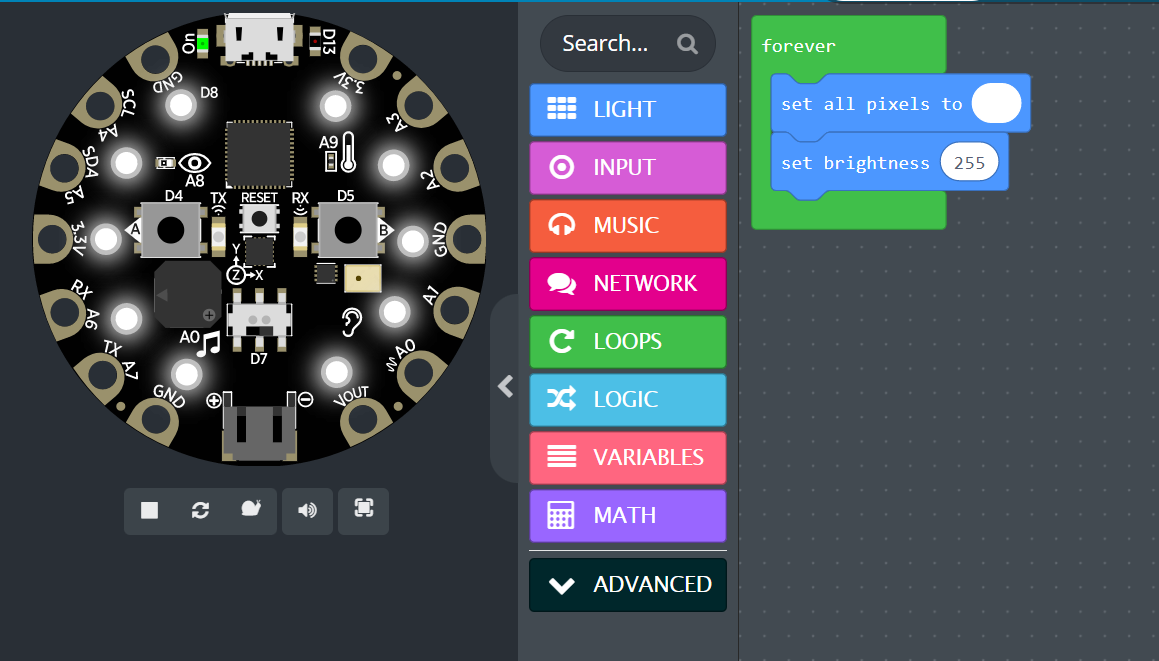 On
D13
GND
D8
3.3V
SCL
A4
A3
SDA
A5
A8
A9
A2
D4
TX
RESET
RX
D5
A
B
3.3V
GND
Y
Z
X
RX
A6
A1
A0
TX
A7
D7
A0
GND
VOUT
Search...
LIGHT
INPUT
MUSIC
NETWORK
LOOPS
LOGIC
VARIABLES
MATH
ADVANCED
forever
set all pixels to
set brightness 255